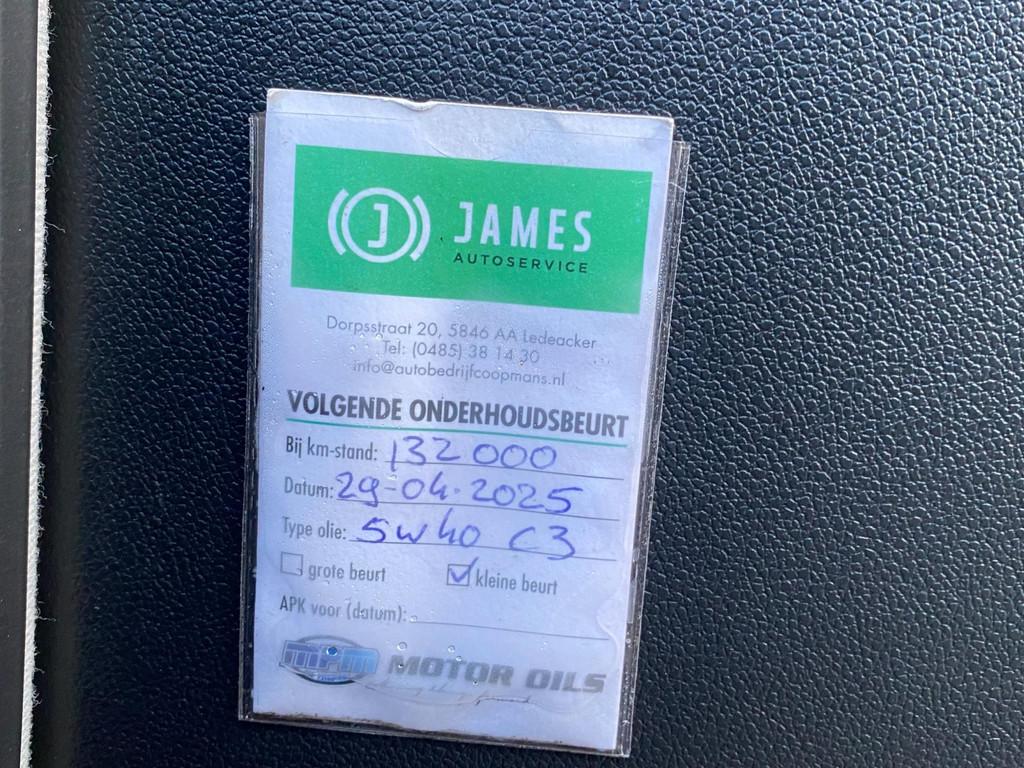 J JAMES
AUTOSERVICE
Dorpsstraat 20, 5846 AA Ledeacker
Tel: (0485) 38 14 30
info@autobedrijfcoopmans.nl
VOLGENDE ONDERHOUDSBEURT
Bij km-stand: 132000
Datum: 29-04-2025
Type olie: 5W40 C3
grote beurt kleine beurt
APK voor (datum):
mpm MOTOR OILS